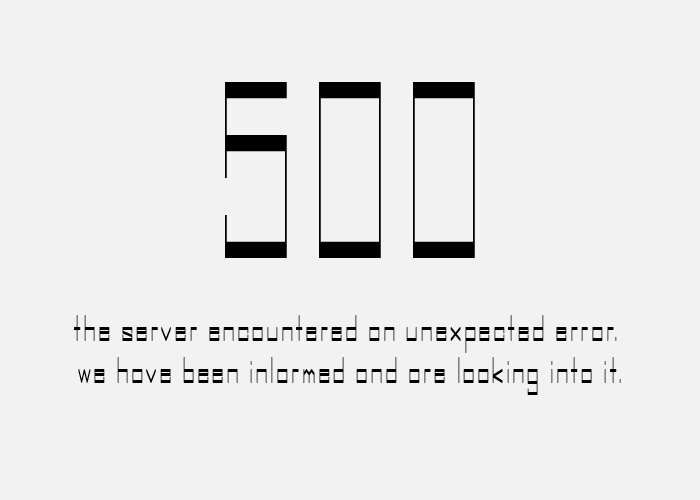 500
the server encountered an unexpected error.
we have been informed and are looking into it.